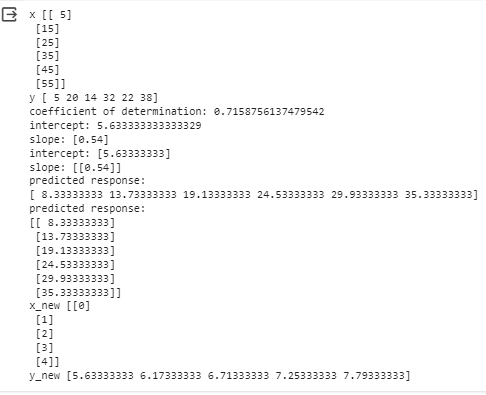 x [[ 5]
[15]
[25]
[35]
[45]
[55]]
y [ 5 20 14 32 22 38]
coefficient of determination: 0.7158756137479542
intercept: 5.633333333333329
slope: [0.54]
intercept: [5.63333333]
slope: [[0.54]]
predicted response:
[ 8.33333333 13.73333333 19.13333333 24.53333333 29.93333333 35.33333333]
predicted response:
[[ 8.33333333]
[13.73333333]
[19.13333333]
[24.53333333]
[29.93333333]
[35.33333333]]
x_new [[0]
[1]
[2]
[3]
[4]]
y_new [5.63333333 6.17333333 6.71333333 7.25333333 7.79333333]